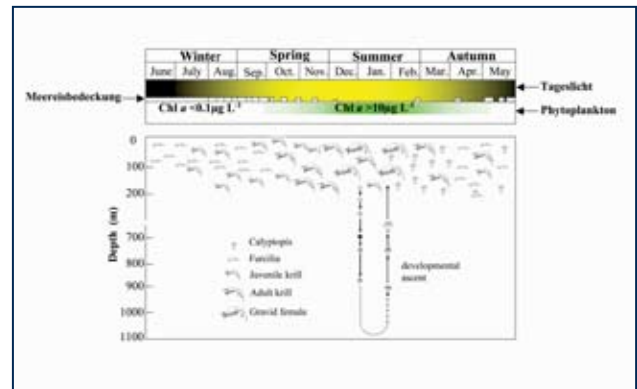 Winter Spring Summer Autumn
June July Aug. Sep. Oct. Nov. Dec. Jan. Feb. Mar. Apr. May
Tageslicht
Meereisbedeckung
Chl a <0.1µg L⁻¹ Chl a >10µg L⁻¹
Phytoplankton
0
100
200
Depth (m)
700
800
900
1000
1100
Calyptopis
Furcilia
Juvenile krill
Adult krill
Gravid female
developmental
ascent